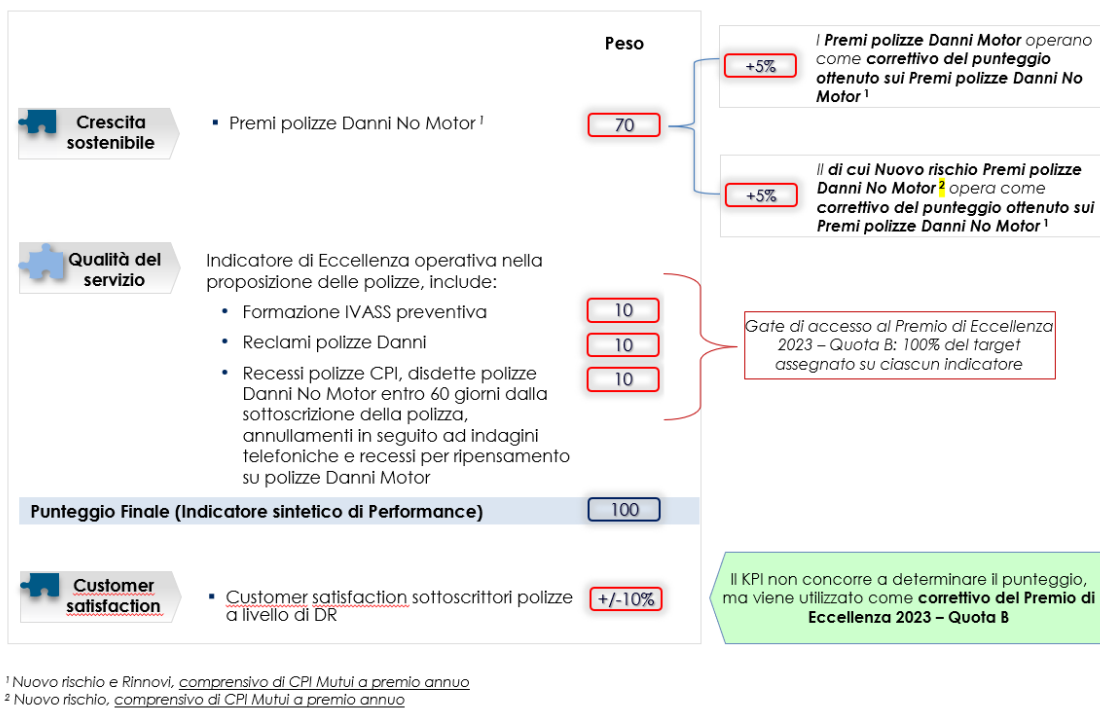 Peso
+5%
I Premi polizze Danni Motor operano
come correttivo del punteggio
ottenuto sui Premi polizze Danni No
Motor ¹
Crescita
sostenibile
▪ Premi polizze Danni No Motor ¹
70
+5%
Il di cui Nuovo rischio Premi polizze
Danni No Motor ² opera come
correttivo del punteggio ottenuto sui
Premi polizze Danni No Motor ¹
Qualità del
servizio
Indicatore di Eccellenza operativa nella
proposizione delle polizze, include:
• Formazione IVASS preventiva
10
• Reclami polizze Danni
10
• Recessi polizze CPI, disdette polizze
Danni No Motor entro 60 giorni dalla
sottoscrizione della polizza,
annullamenti in seguito ad indagini
telefoniche e recessi per ripensamento
su polizze Danni Motor
10
Gate di accesso al Premio di Eccellenza
2023 – Quota B: 100% del target
assegnato su ciascun indicatore
Punteggio Finale (Indicatore sintetico di Performance)
100
Customer
satisfaction
▪ Customer satisfaction sottoscrittori polizze
a livello di DR
+/-10%
Il KPI non concorre a determinare il punteggio,
ma viene utilizzato come correttivo del Premio di
Eccellenza 2023 – Quota B
¹ Nuovo rischio e Rinnovi, comprensivo di CPI Mutui a premio annuo
² Nuovo rischio, comprensivo di CPI Mutui a premio annuo